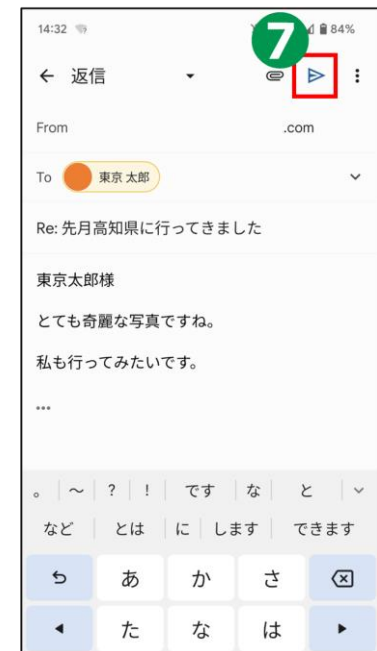 14:32 84%
7
返信
From .com
To 東京 太郎
Re: 先月高知県に行ってきました
東京太郎様
とても奇麗な写真ですね。
私も行ってみたいです。
…
。 ～ ? ! です な と
など とは に します できます
あ か さ
た な は